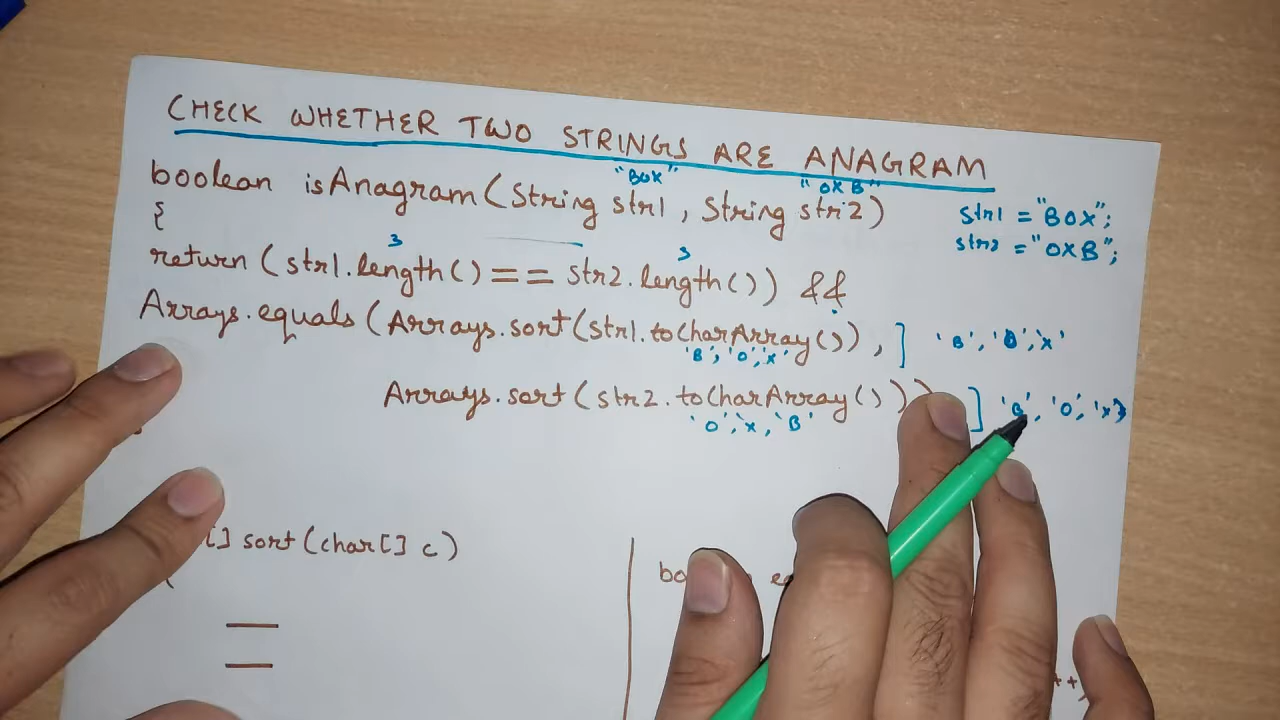 CHECK WHETHER TWO STRINGS ARE ANAGRAM
"BOX" "OXB"
boolean isAnagram(String str1, String str2)
str1 = "BOX";
{
str2 = "OXB";
3 3
return (str1.length() == str2.length()) &&
Arrays.equals(Arrays.sort(str1.toCharArray()), ] 'B', 'O', 'X'
'B', 'O', 'X'
Arrays.sort(str2.toCharArray())) ] 'B', 'O', 'X'
'O', 'X', 'B'
[] sort(char[] c)